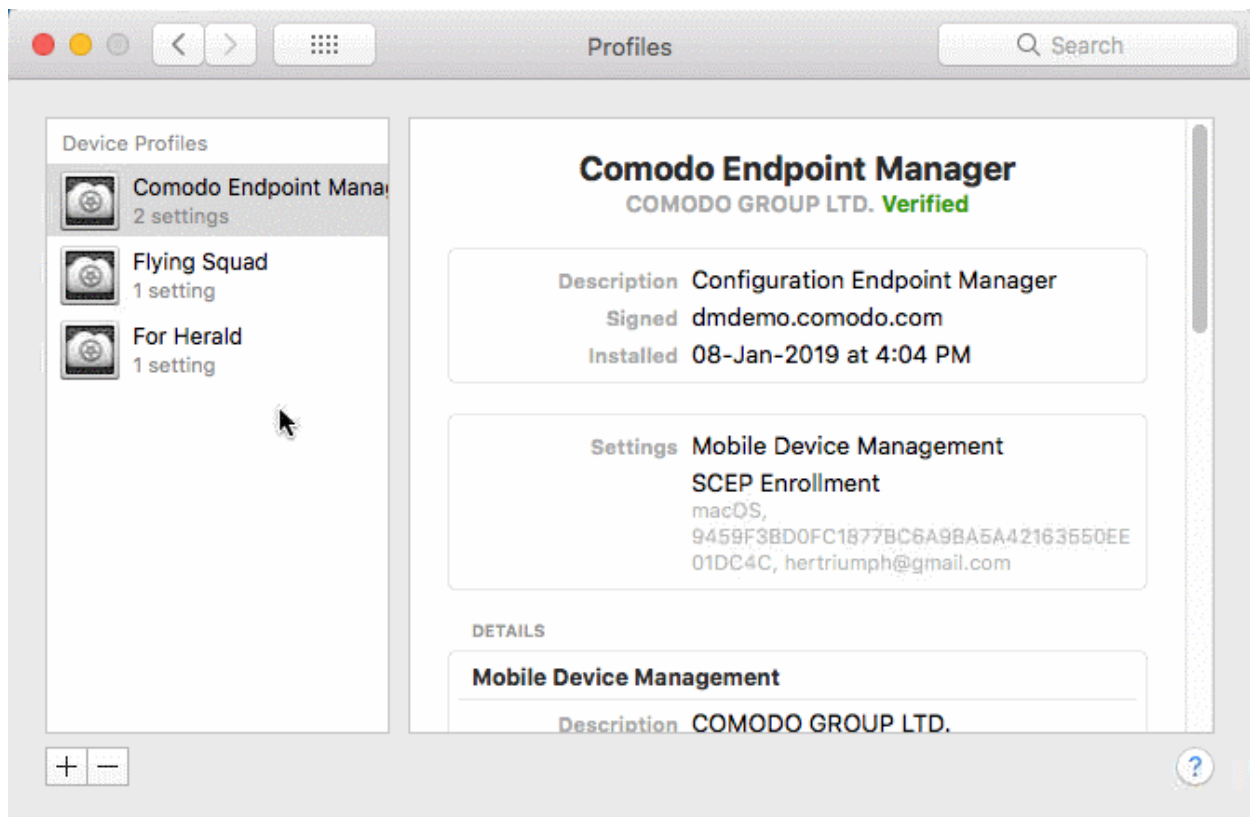 Profiles
Search
Device Profiles
Comodo Endpoint Mana
2 settings
Flying Squad
1 setting
For Herald
1 setting
Comodo Endpoint Manager
COMODO GROUP LTD. Verified
Description Configuration Endpoint Manager
Signed dmdemo.comodo.com
Installed 08-Jan-2019 at 4:04 PM
Settings Mobile Device Management
SCEP Enrollment
macOS,
9459F3BD0FC1877BC6A9BA5A42163550EE
01DC4C, hertriumph@gmail.com
DETAILS
Mobile Device Management
Description COMODO GROUP LTD.
+ −
?